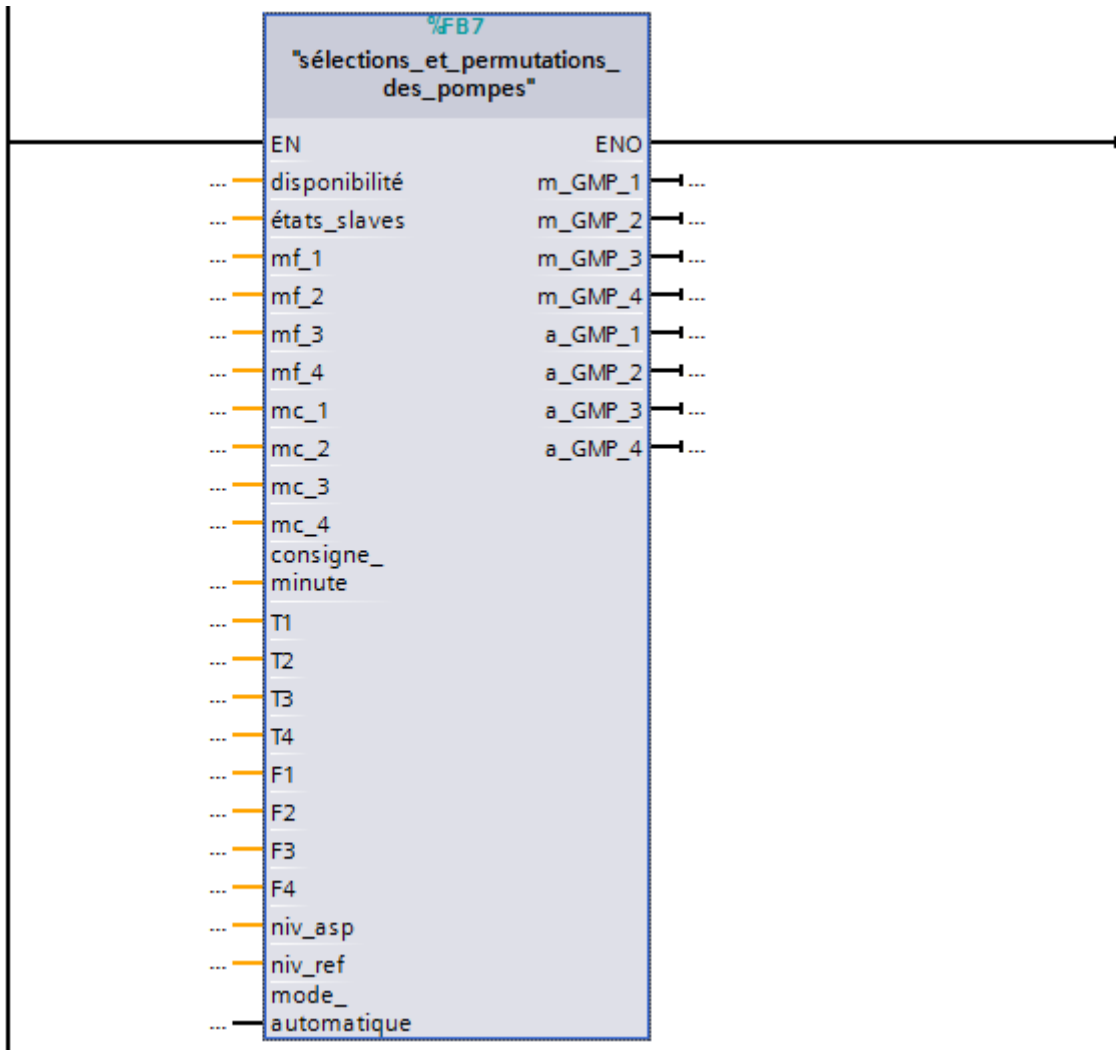 %FB7
"sélections_et_permutations_
des_pompes"
EN ENO
... disponibilité m_GMP_1 ...
... états_slaves m_GMP_2 ...
... mf_1 m_GMP_3 ...
... mf_2 m_GMP_4 ...
... mf_3 a_GMP_1 ...
... mf_4 a_GMP_2 ...
... mc_1 a_GMP_3 ...
... mc_2 a_GMP_4 ...
... mc_3
... mc_4
consigne_
... minute
... T1
... T2
... T3
... T4
... F1
... F2
... F3
... F4
... niv_asp
... niv_ref
mode_
... automatique